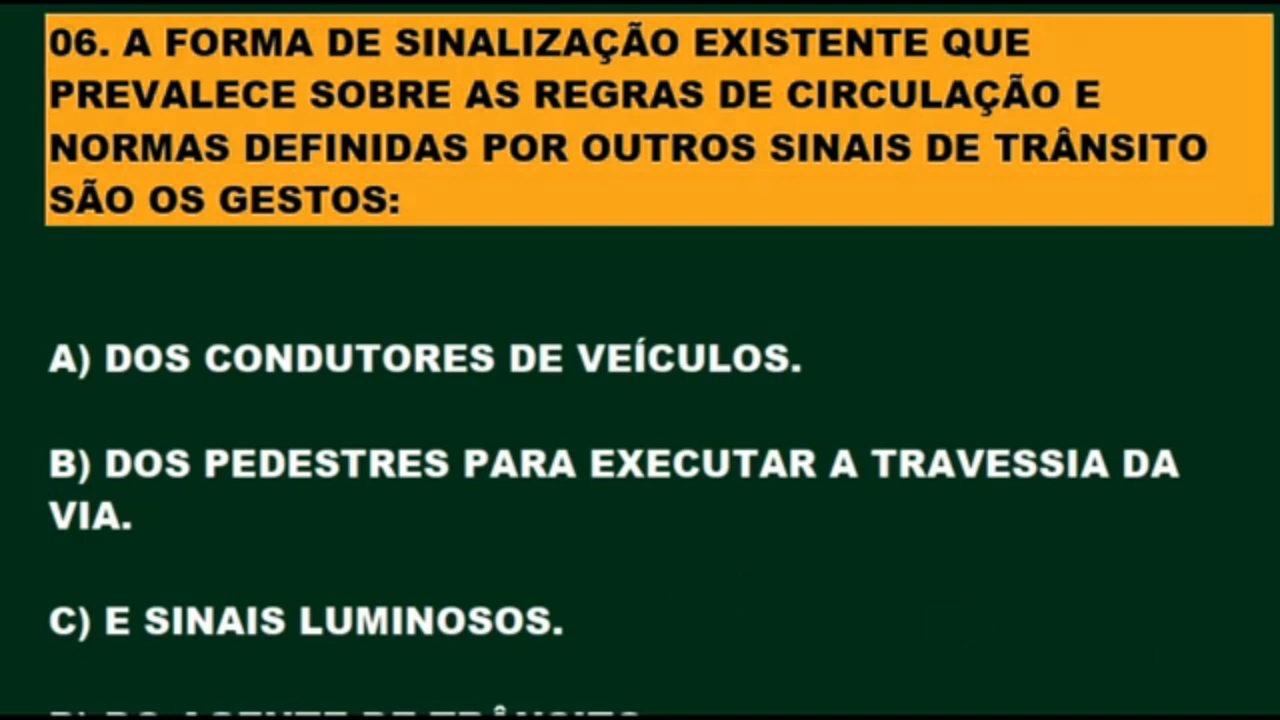 06. A FORMA DE SINALIZAÇÃO EXISTENTE QUE
PREVALECE SOBRE AS REGRAS DE CIRCULAÇÃO E
NORMAS DEFINIDAS POR OUTROS SINAIS DE TRÂNSITO
SÃO OS GESTOS:
A) DOS CONDUTORES DE VEÍCULOS.
B) DOS PEDESTRES PARA EXECUTAR A TRAVESSIA DA
VIA.
C) E SINAIS LUMINOSOS.